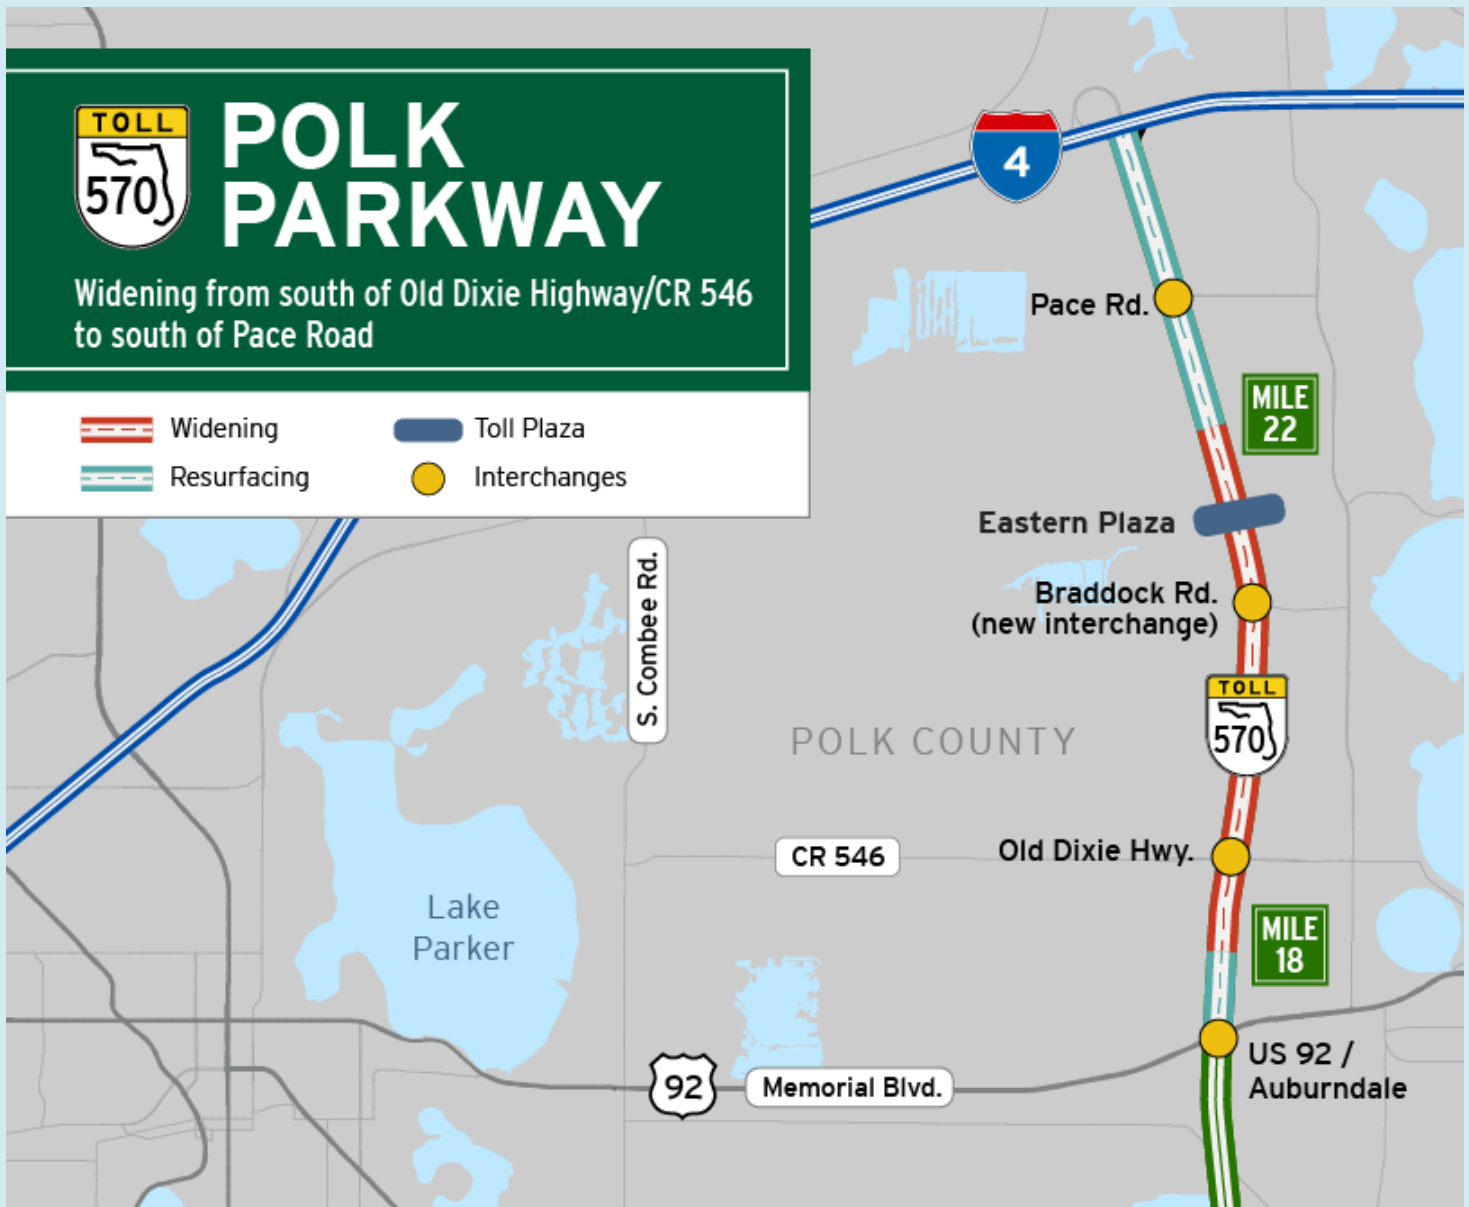 TOLL
570
POLK
PARKWAY
Widening from south of Old Dixie Highway/CR 546
to south of Pace Road
Widening
Toll Plaza
Resurfacing
Interchanges
4
Pace Rd.
MILE
22
Eastern Plaza
Braddock Rd.
(new interchange)
S. Combee Rd.
TOLL
570
POLK COUNTY
CR 546
Old Dixie Hwy.
Lake
Parker
MILE
18
US 92 /
Auburndale
92
Memorial Blvd.